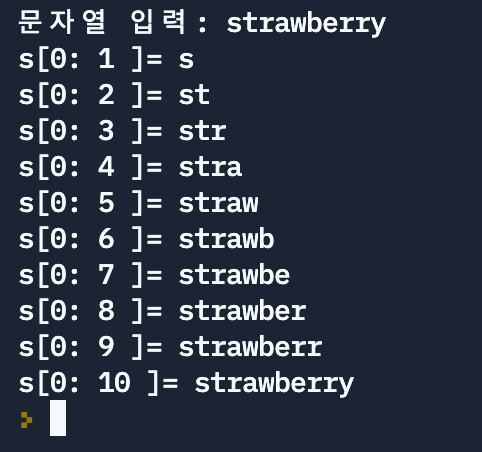 문자열 입력: strawberry
s[0: 1 ]= s
s[0: 2 ]= st
s[0: 3 ]= str
s[0: 4 ]= stra
s[0: 5 ]= straw
s[0: 6 ]= strawb
s[0: 7 ]= strawbe
s[0: 8 ]= strawber
s[0: 9 ]= strawberr
s[0: 10 ]= strawberry
>